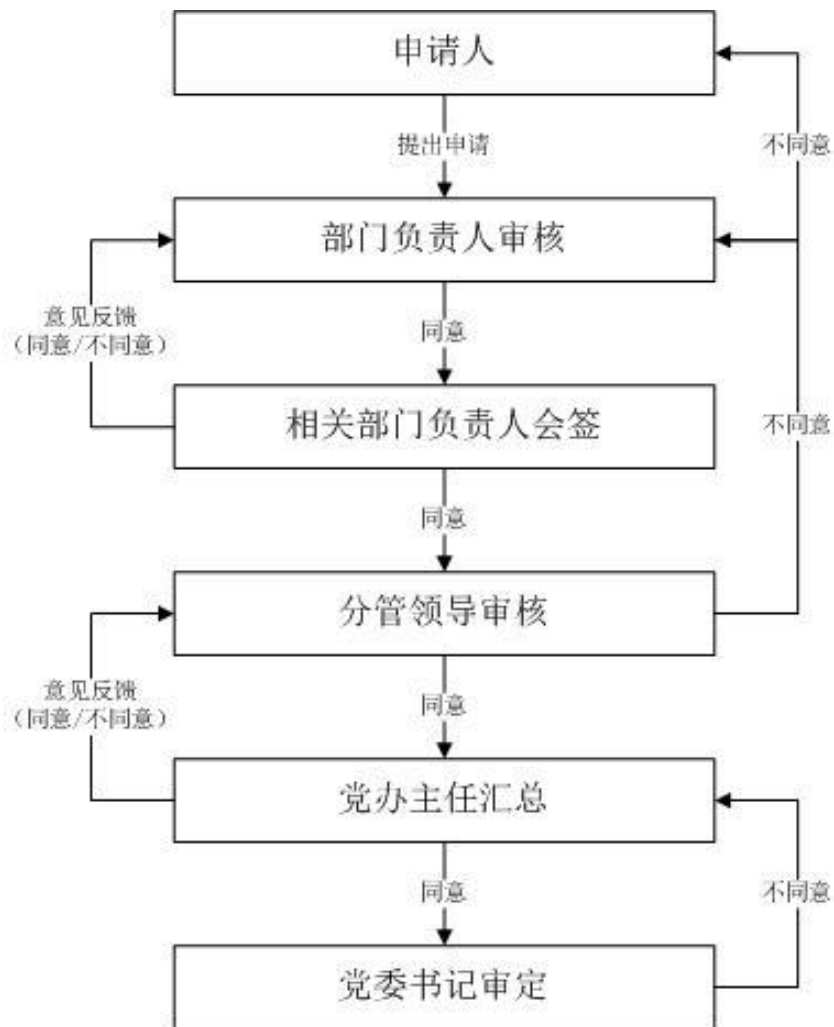 申请人
提出申请
不同意
部门负责人审核
意见反馈
（同意/不同意）
同意
相关部门负责人会签
不同意
同意
分管领导审核
意见反馈
（同意/不同意）
同意
党办主任汇总
同意
不同意
党委书记审定